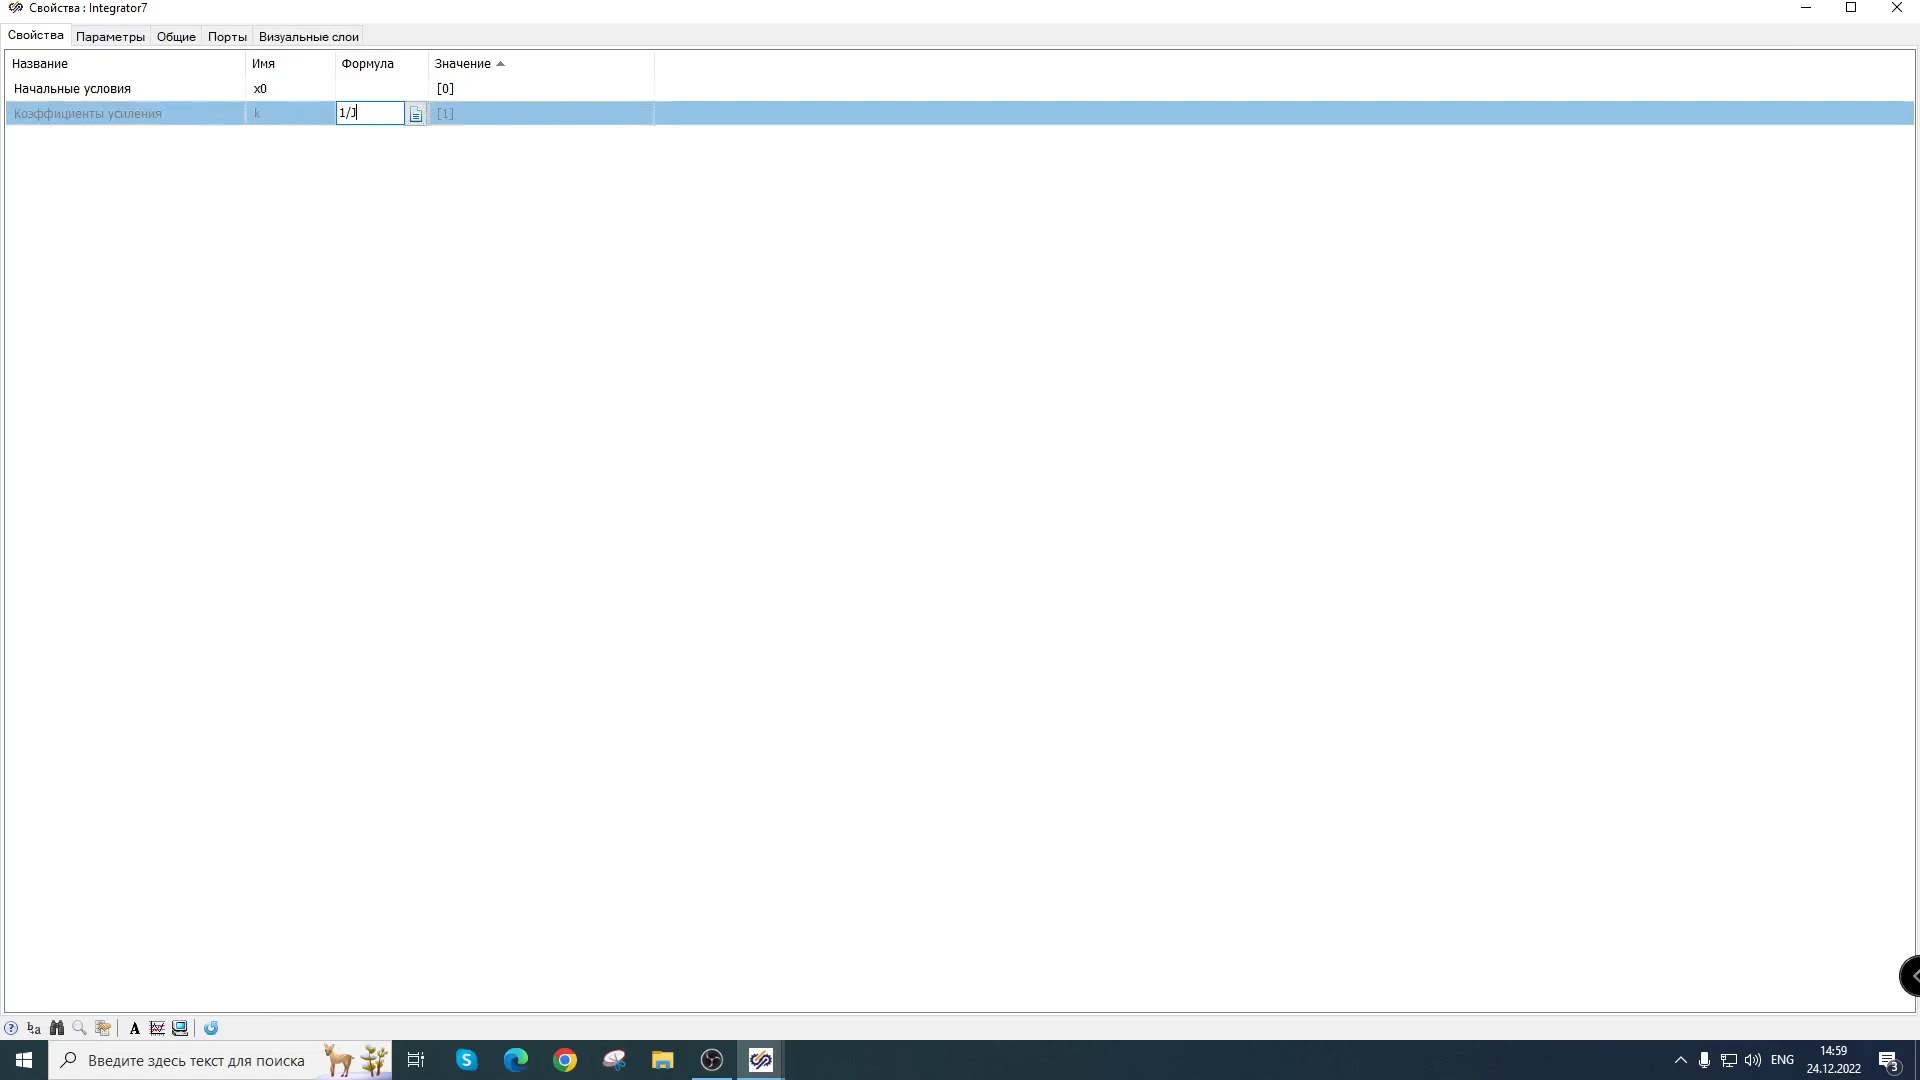 Свойства : Integrator7
Свойства Параметры Общие Порты Визуальные слои
Название Имя Формула Значение
Начальные условия x0 [0]
Коэффициенты усиления k 1/J [1]
Введите здесь текст для поиска
ENG
14:59
24.12.2022
3